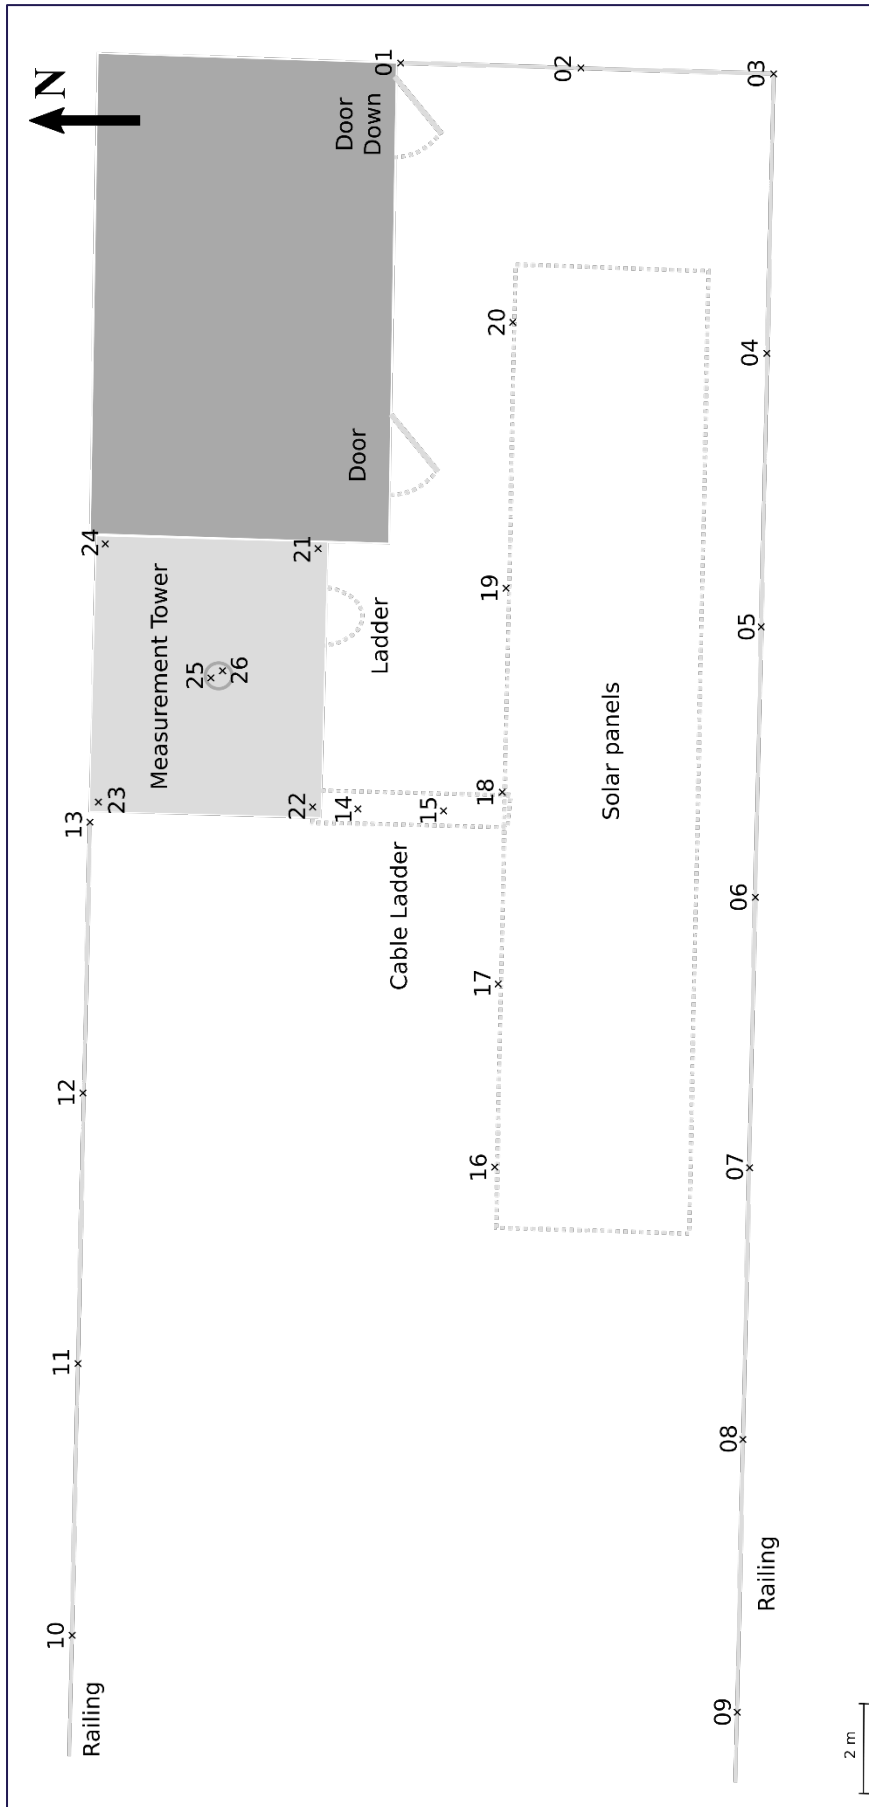 N
01
02
03
Door
Down
20
04
Door
24
21
19
05
Measurement Tower
Ladder
25
26
Solar panels
13
23
22
14
15
18
Cable Ladder
06
17
12
16
07
11
08
Railing
10
Railing
09
2 m